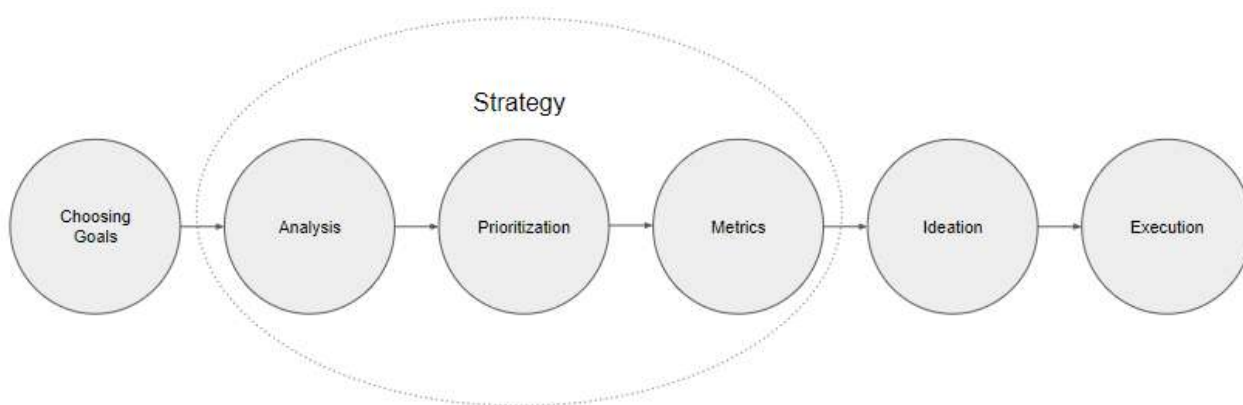 Strategy
Choosing
Goals
Analysis
Prioritization
Metrics
Ideation
Execution